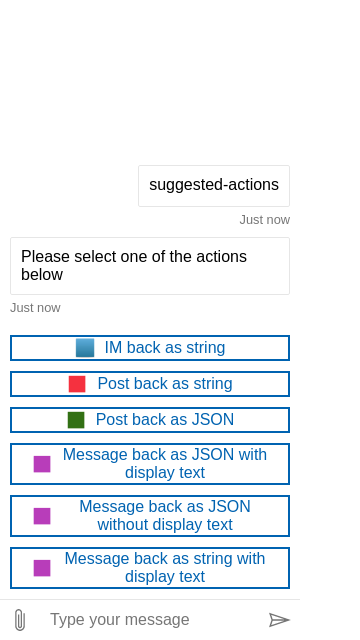 suggested-actions
Just now
Please select one of the actions
below
Just now
IM back as string
Post back as string
Post back as JSON
Message back as JSON with
display text
Message back as JSON
without display text
Message back as string with
display text
Type your message